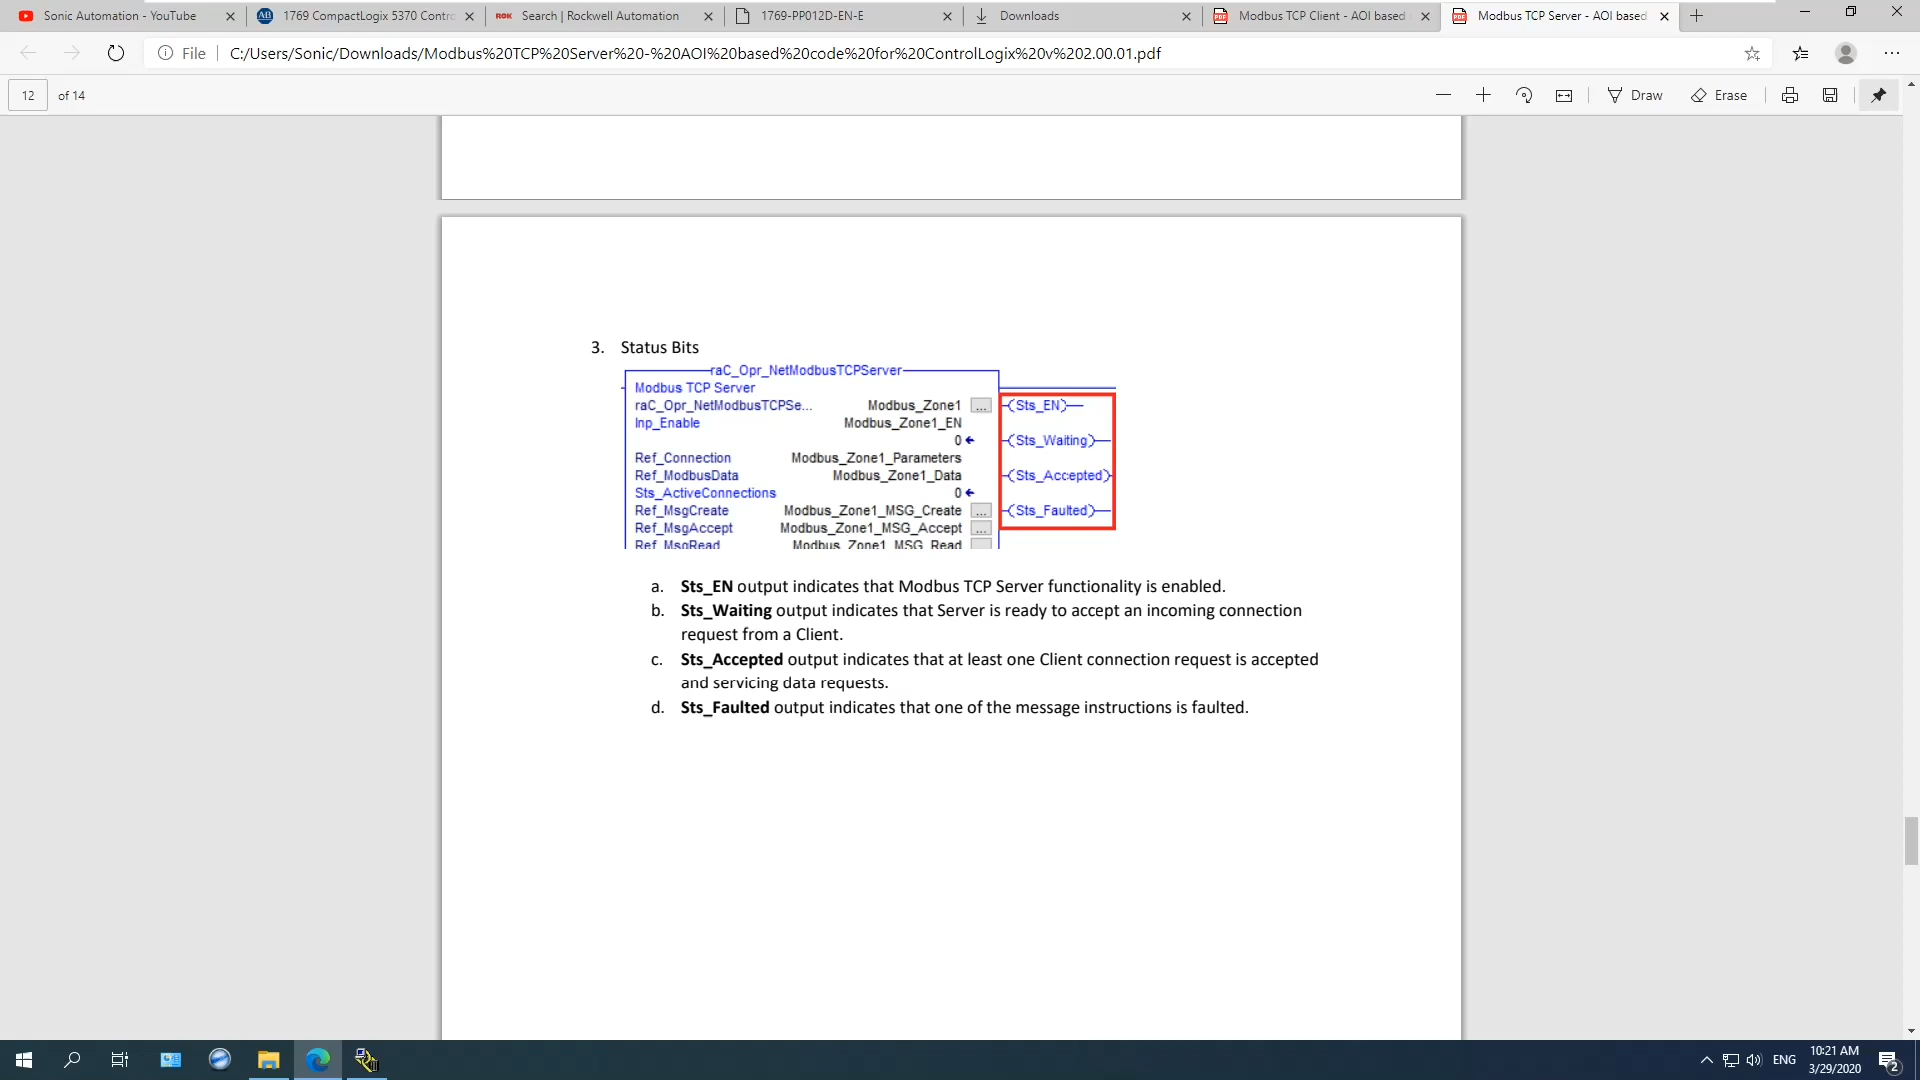 Sonic Automation - YouTube
1769 CompactLogix 5370 Contro
ROK Search | Rockwell Automation
1769-PP012D-EN-E
Downloads
Modbus TCP Client - AOI based
Modbus TCP Server - AOI based
File C:/Users/Sonic/Downloads/Modbus%20TCP%20Server%20-%20AOI%20based%20code%20for%20ControlLogix%20v%202.00.01.pdf
12 of 14
Draw
Erase
3. Status Bits
raC_Opr_NetModbusTCPServer
Modbus TCP Server
raC_Opr_NetModbusTCPSe... Modbus_Zone1 ... (Sts_EN)
Inp_Enable Modbus_Zone1_EN
0 (Sts_Waiting)
Ref_Connection Modbus_Zone1_Parameters
Ref_ModbusData Modbus_Zone1_Data (Sts_Accepted)
Sts_ActiveConnections 0
Ref_MsgCreate Modbus_Zone1_MSG_Create ... (Sts_Faulted)
Ref_MsgAccept Modbus_Zone1_MSG_Accept ...
Ref_MsgRead Modbus_Zone1_MSG_Read
a. Sts_EN output indicates that Modbus TCP Server functionality is enabled.
b. Sts_Waiting output indicates that Server is ready to accept an incoming connection
request from a Client.
c. Sts_Accepted output indicates that at least one Client connection request is accepted
and servicing data requests.
d. Sts_Faulted output indicates that one of the message instructions is faulted.
ENG
10:21 AM
3/29/2020
2